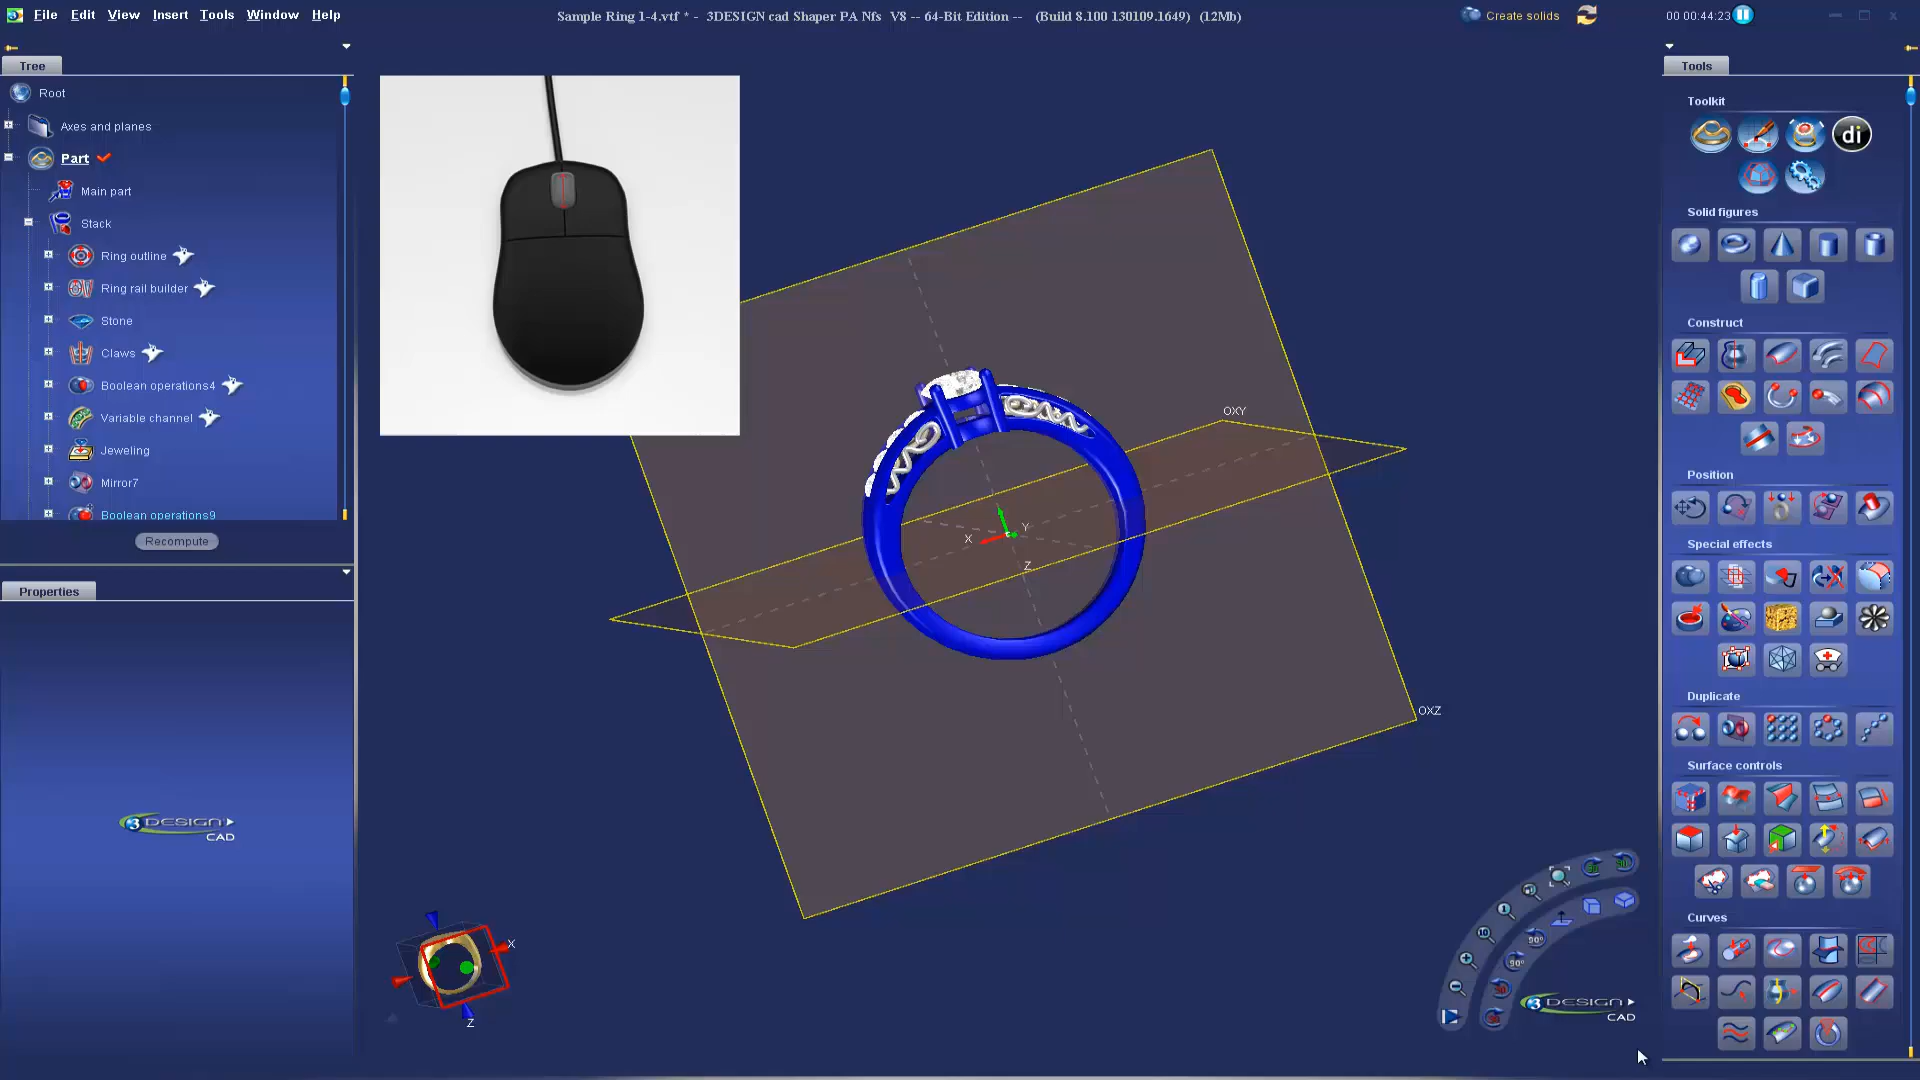 File Edit View Insert Tools Window Help
Sample Ring 1-4.vtf * - 3DESIGN cad Shaper PA Nfs V8 -- 64-Bit Edition -- (Build 8.100 130109.1649) (12Mb)
Create solids
00 00:44:23
Tree
Root
Axes and planes
Part
Main part
Stack
Ring outline
Ring rail builder
Stone
Claws
Boolean operations4
Variable channel
Jeweling
Mirror7
Boolean operations9
Recompute
Properties
3DESIGN
CAD
OXY
X
Y
Z
OXZ
X
Z
90°
90°
3DESIGN
CAD
Tools
Toolkit
di
Solid figures
Construct
Position
Special effects
Duplicate
Surface controls
Curves